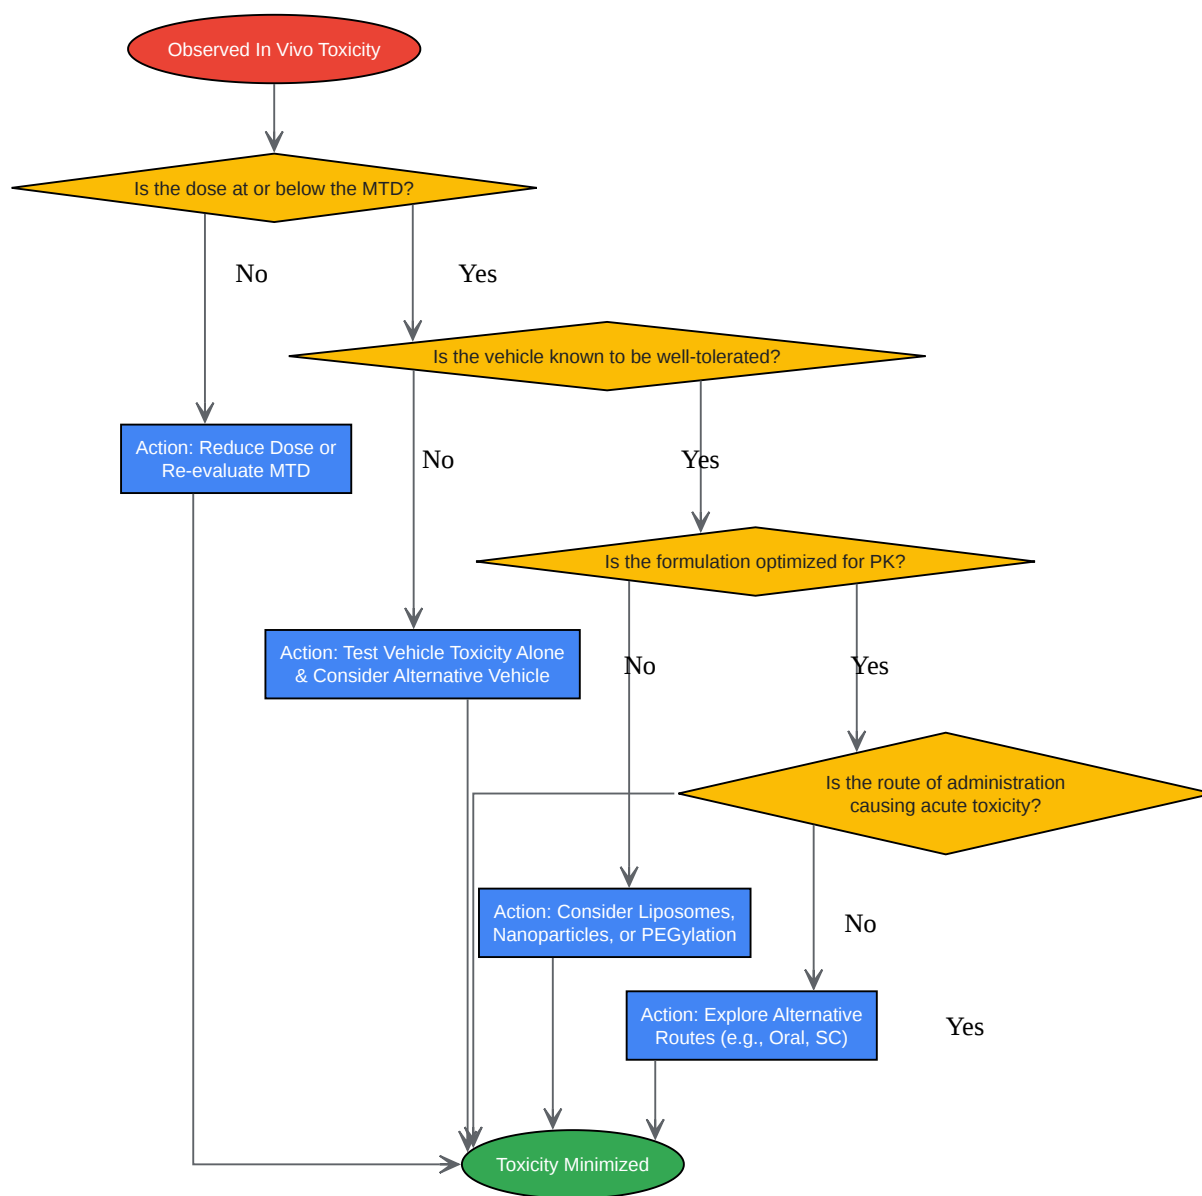 Observed In Vivo Toxicity
Is the dose at or below the MTD?
No
Yes
Is the vehicle known to be well-tolerated?
Action: Reduce Dose or
Re-evaluate MTD
No
Yes
Is the formulation optimized for PK?
Action: Test Vehicle Toxicity Alone
& Consider Alternative Vehicle
No
Yes
Is the route of administration
causing acute toxicity?
Action: Consider Liposomes,
Nanoparticles, or PEGylation
No
Action: Explore Alternative
Routes (e.g., Oral, SC)
Yes
Toxicity Minimized